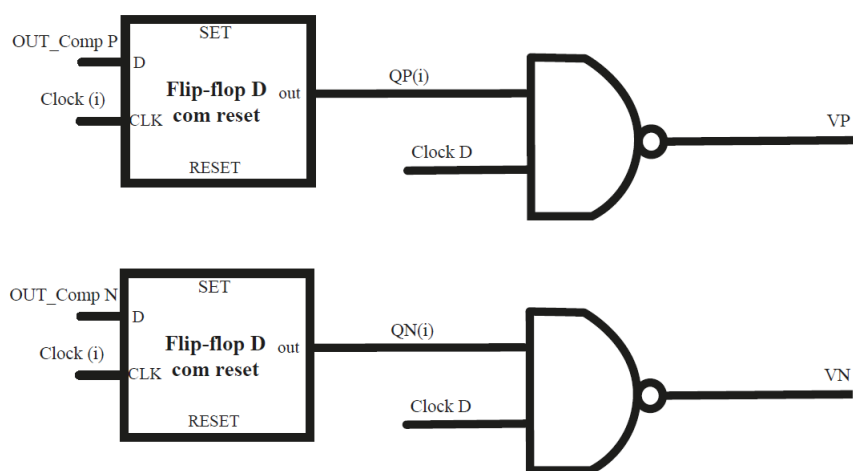 SET
OUT_Comp P
D
QP(i)
Flip-flop D out
com reset
Clock (i)
CLK
VP
Clock D
RESET
SET
OUT_Comp N
D
QN(i)
Flip-flop D out
com reset
Clock (i)
CLK
VN
Clock D
RESET